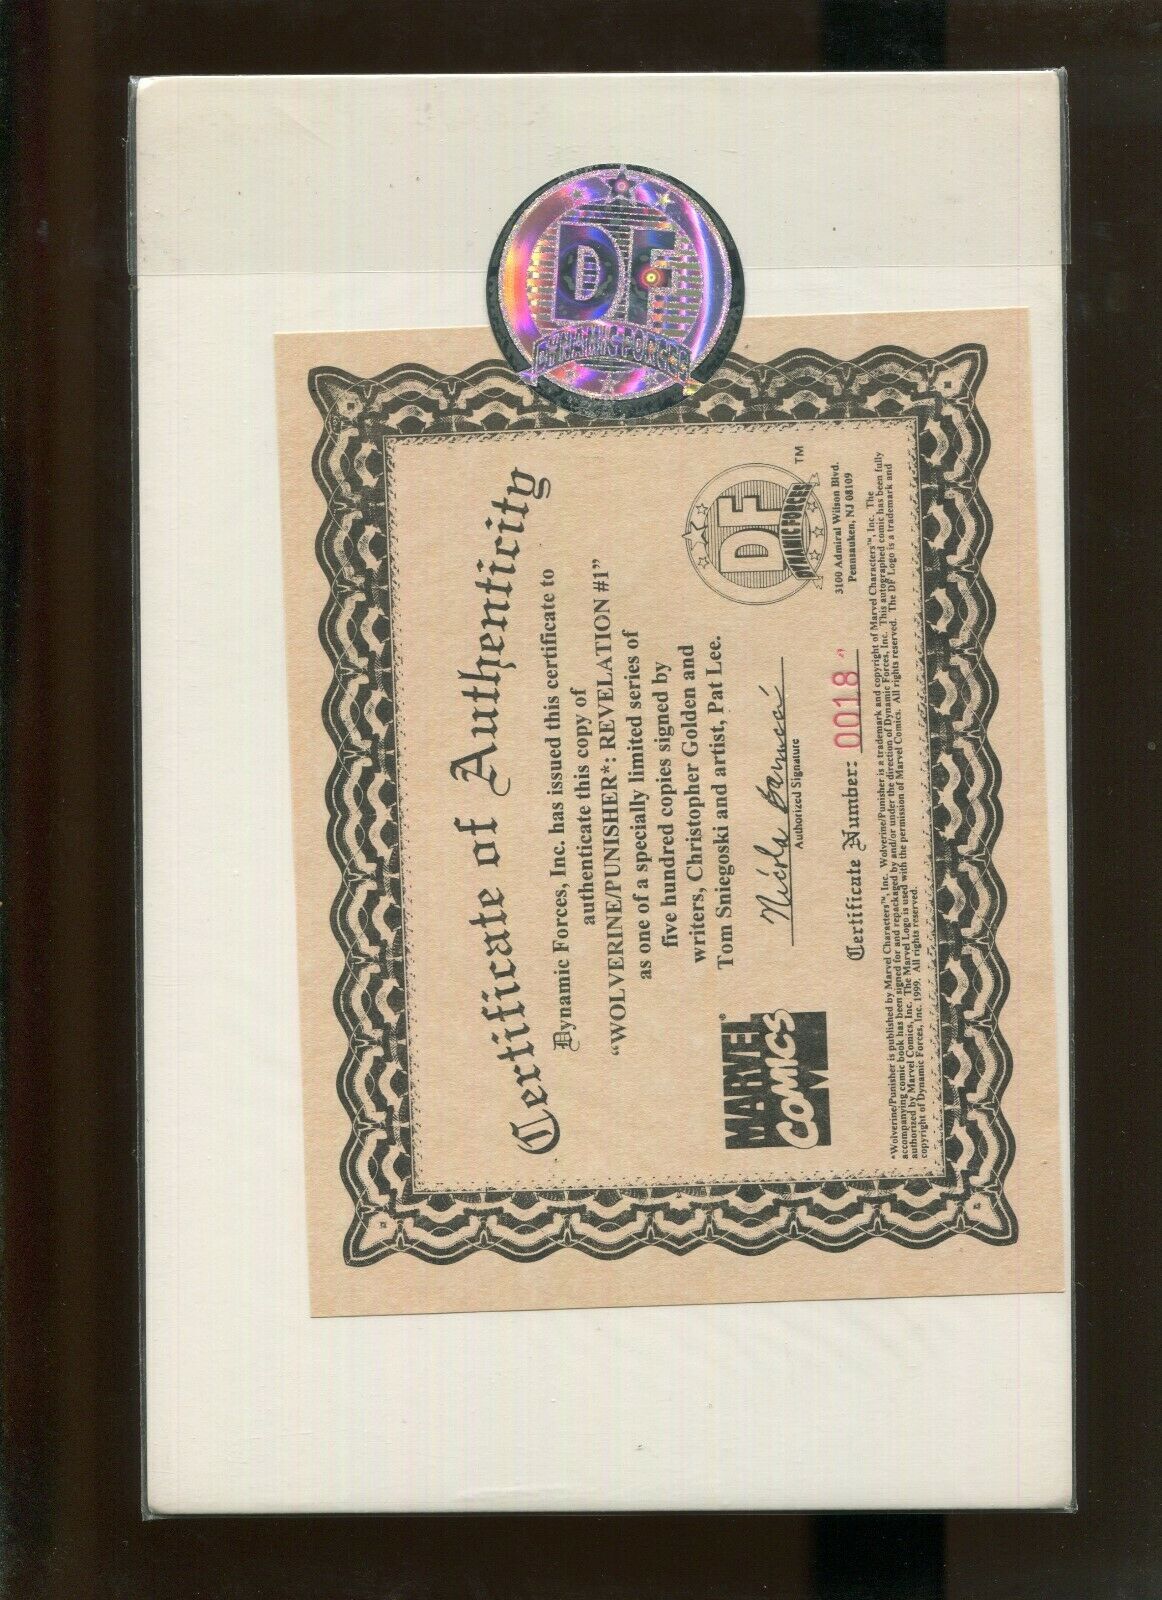 DF
DYNAMIC FORCES
Certificate of Authenticity
Dynamic Forces, Inc. has issued this certificate to
authenticate this copy of
“WOLVERINE/PUNISHER*: REVELATION #1”
as one of a specially limited series of
five hundred copies signed by
writers, Christopher Golden and
Tom Sniegoski and artist, Pat Lee.
MARVEL®
COMICS
Authorized Signature
Certificate Number: 0018
DF
DYNAMIC FORCES
TM
3100 Admiral Wilson Blvd.
Pennsauken, NJ 08109
*Wolverine/Punisher is published by Marvel Characters™, Inc. Wolverine/Punisher is a trademark and copyright of Marvel Characters™, Inc. The
accompanying comic book has been signed for and repackaged by and/or under the direction of Dynamic Forces, Inc. This autographed comic has been fully
authorized by Marvel Comics, Inc. The Marvel Logo is used with the permission of Marvel Comics. All rights reserved. The DF Logo is a trademark and
copyright of Dynamic Forces, Inc. 1999. All rights reserved.